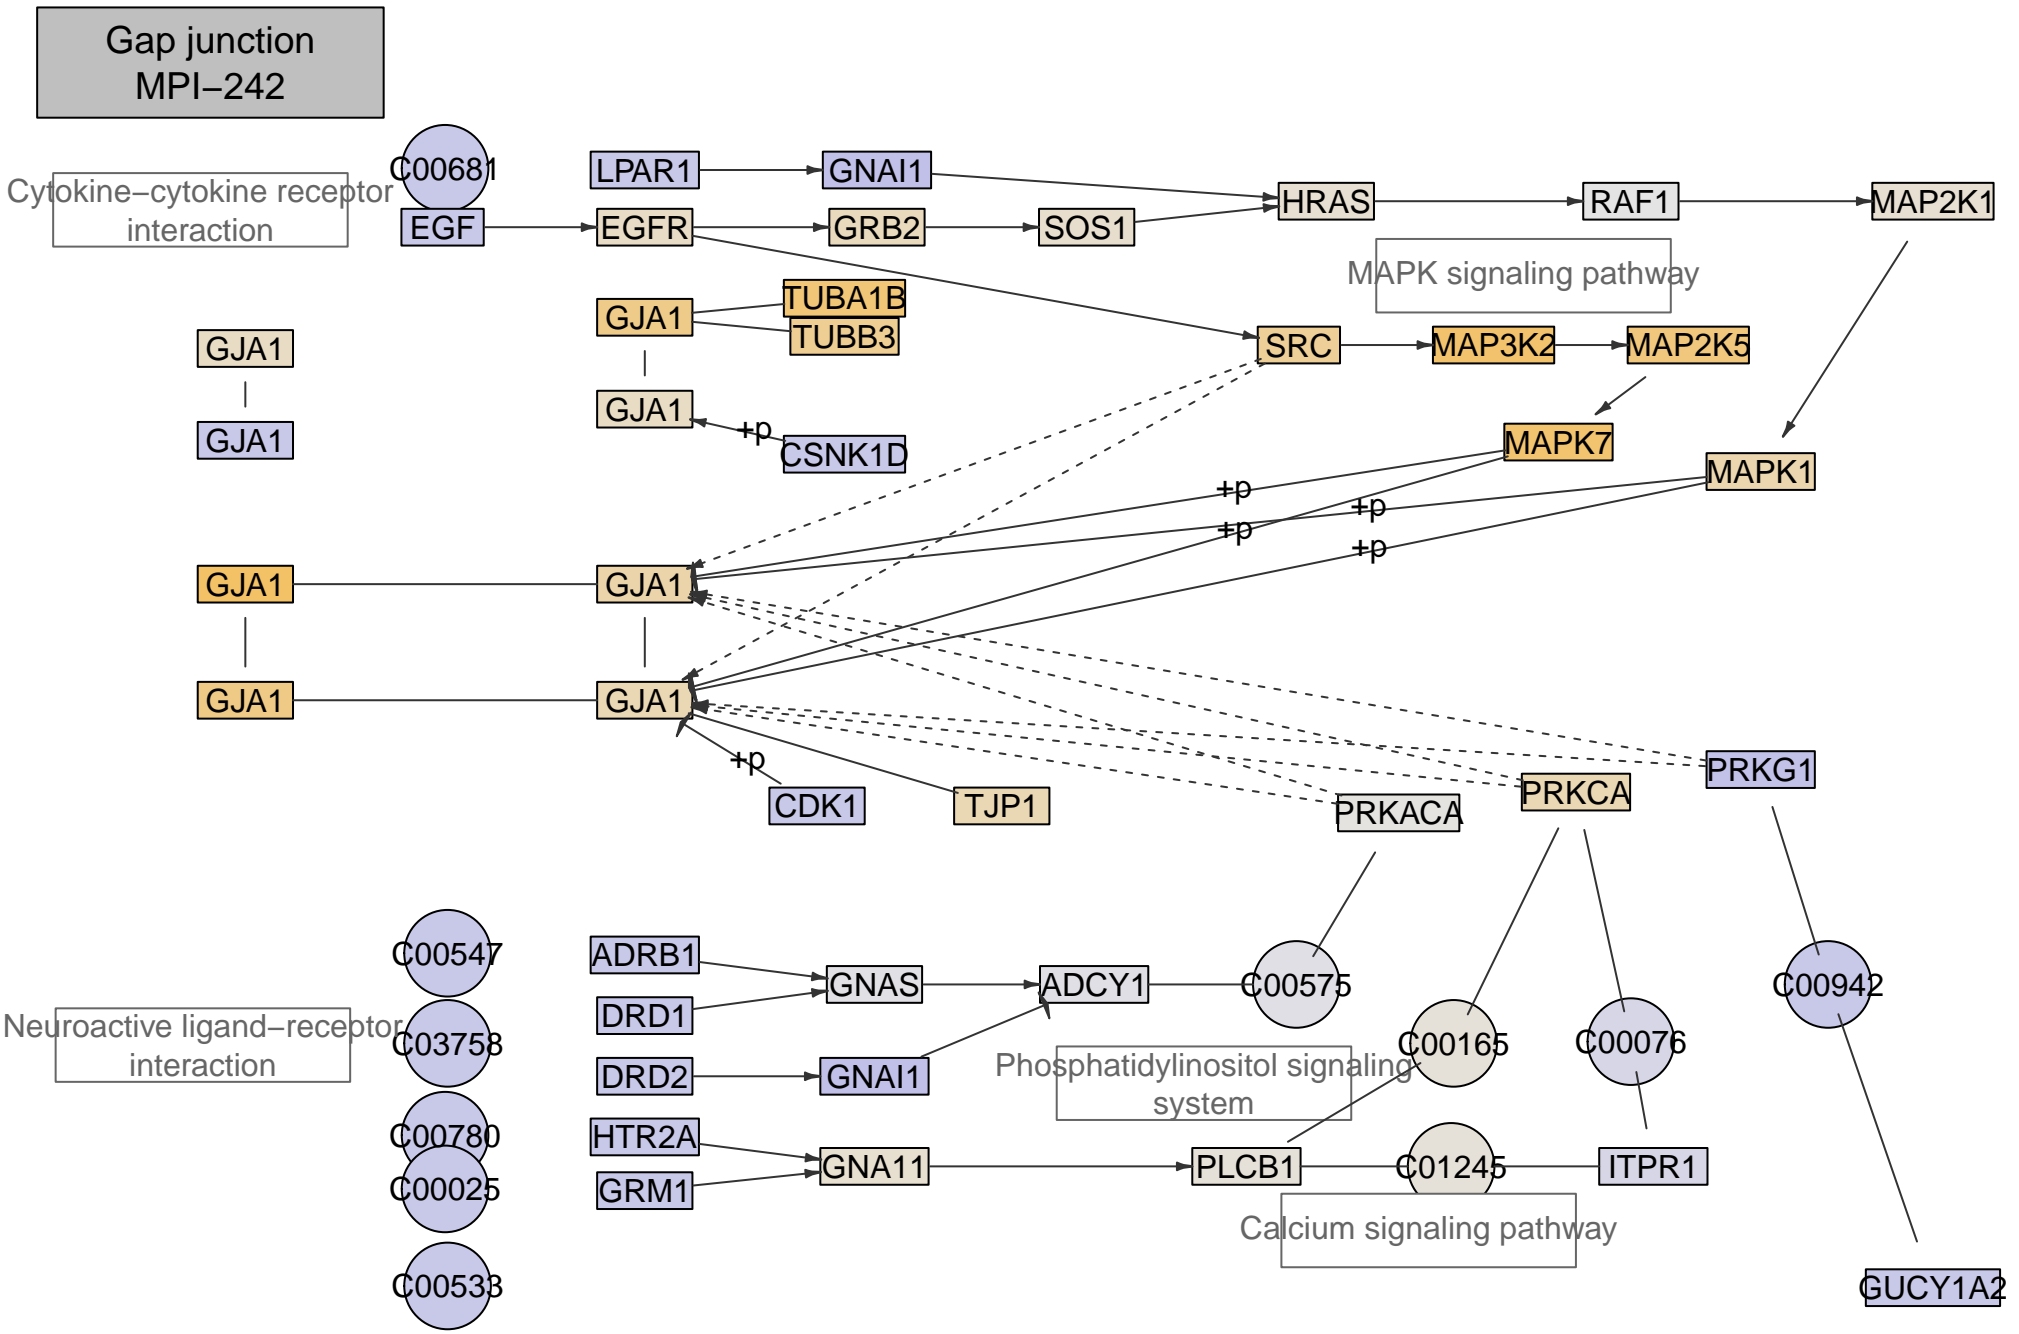 Gap junction
MPI−242
C00681
LPAR1
GNAI1
Cytokine−cytokine receptor
interaction
EGF
EGFR
GRB2
SOS1
HRAS
RAF1
MAP2K1
MAPK signaling pathway
GJA1
TUBA1B
TUBB3
GJA1
SRC
MAP3K2
MAP2K5
GJA1
+p
CSNK1D
GJA1
MAPK7
MAPK1
+p
+p
+p
+p
GJA1
GJA1
GJA1
GJA1
+p
CDK1
TJP1
PRKACA
PRKCA
PRKG1
C00547
ADRB1
GNAS
ADCY1
C00575
C00942
DRD1
Neuroactive ligand−receptor
interaction
C03758
C00165
C00076
DRD2
GNAI1
Phosphatidylinositol signaling
system
C00780
HTR2A
GNA11
PLCB1
C01245
ITPR1
C00025
GRM1
Calcium signaling pathway
C00533
GUCY1A2